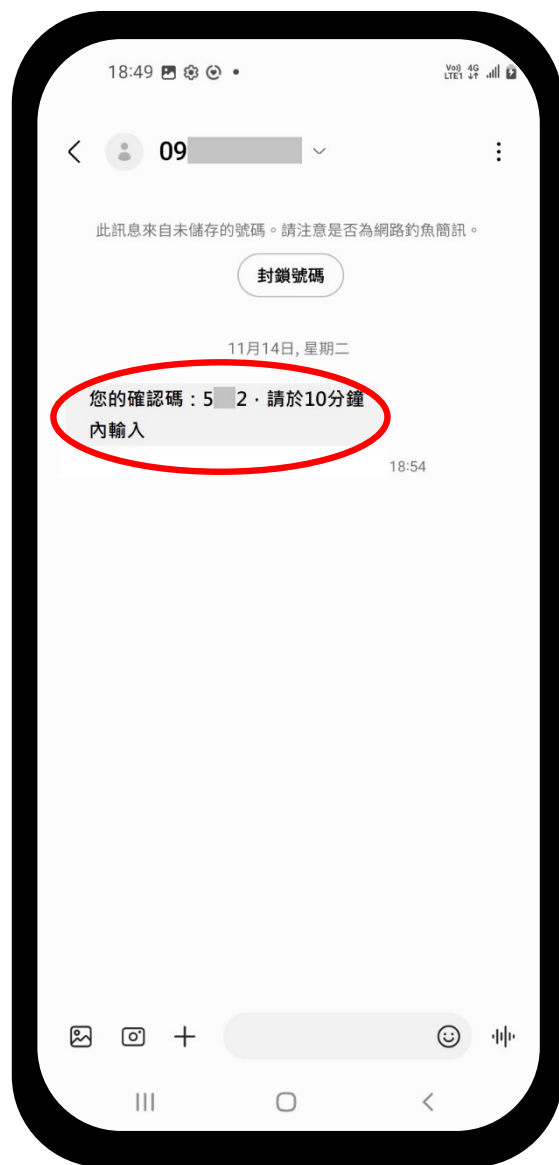 18:49
Vo)) 4G
LTE1
09
此訊息來自未儲存的號碼。請注意是否為網路釣魚簡訊。
封鎖號碼
11月14日, 星期二
您的確認碼：5 2，請於10分鐘
內輸入
18:54